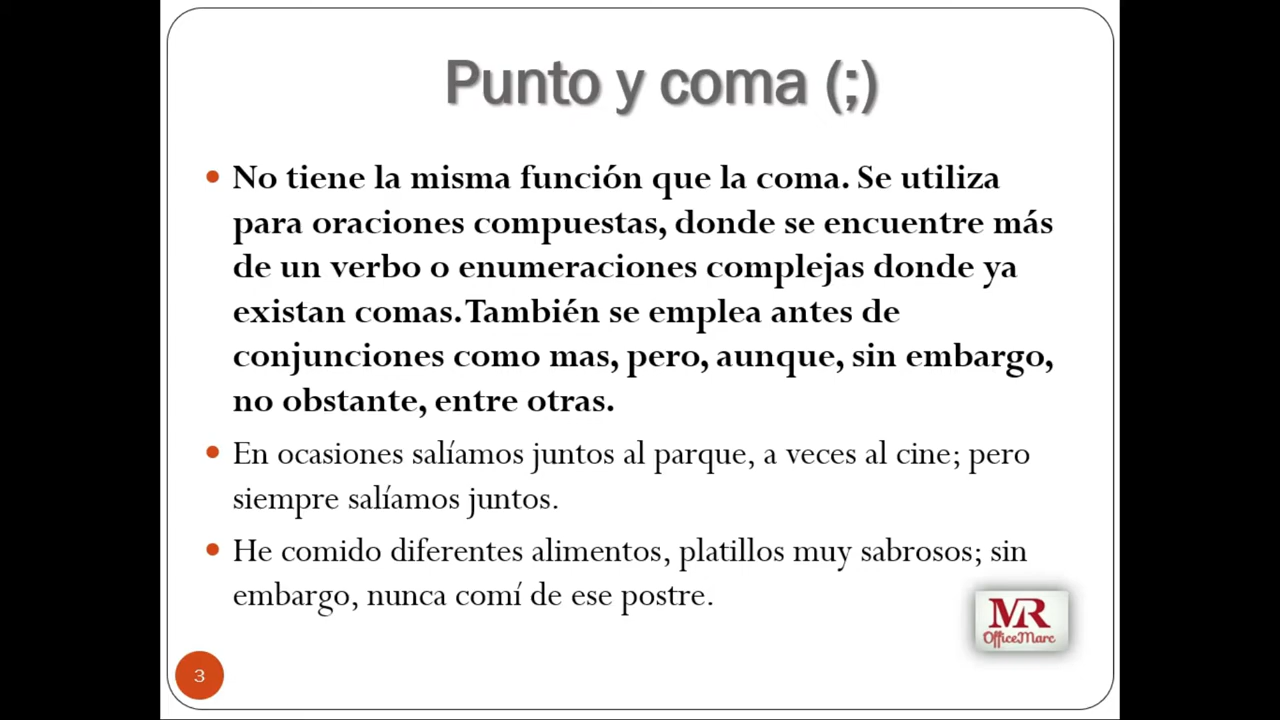 Punto y coma (;)
No tiene la misma función que la coma. Se utiliza
para oraciones compuestas, donde se encuentre más
de un verbo o enumeraciones complejas donde ya
existan comas. También se emplea antes de
conjunciones como mas, pero, aunque, sin embargo,
no obstante, entre otras.
En ocasiones salíamos juntos al parque, a veces al cine; pero
siempre salíamos juntos.
He comido diferentes alimentos, platillos muy sabrosos; sin
embargo, nunca comí de ese postre.
MR
OfficeMarc
3